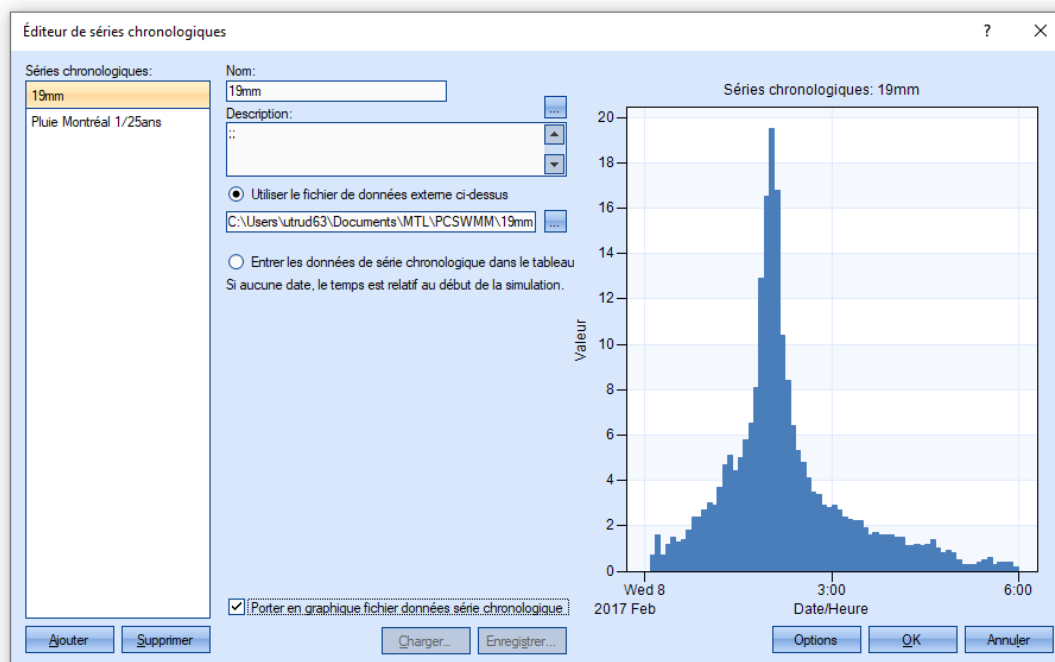 Éditeur de séries chronologiques
?
Séries chronologiques:
19mm
Pluie Montréal 1/25ans
Nom:
19mm
...
Description:
;;
Utiliser le fichier de données externe ci-dessus
C:\Users\utrud63\Documents\MTL\PCSWMM\19mm
...
Entrer les données de série chronologique dans le tableau
Si aucune date, le temps est relatif au début de la simulation.
Porter en graphique fichier données série chronologique
Ajouter
Supprimer
Charger...
Enregistrer...
Séries chronologiques: 19mm
Valeur
20
18
16
14
12
10
8
6
4
2
0
Wed 8
3:00
6:00
2017 Feb
Date/Heure
Options
OK
Annuler